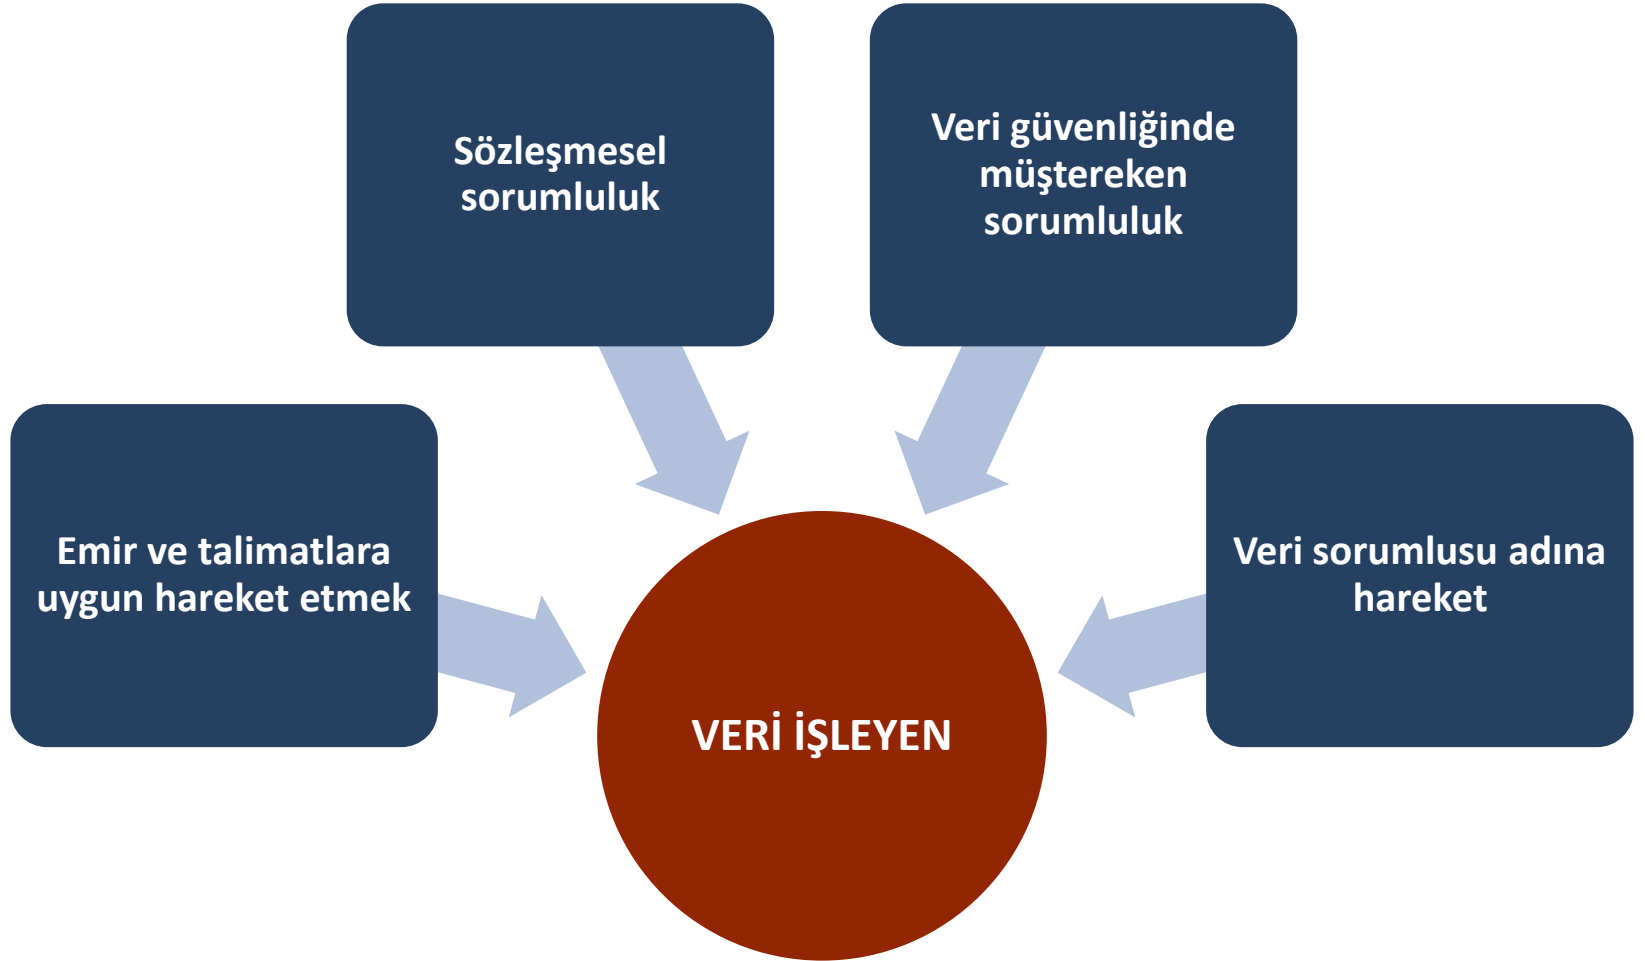 Sözleşmesel
sorumluluk
Veri güvenliğinde
müştereken
sorumluluk
Emir ve talimatlara
uygun hareket etmek
Veri sorumlusu adına
hareket
VERİ İŞLEYEN